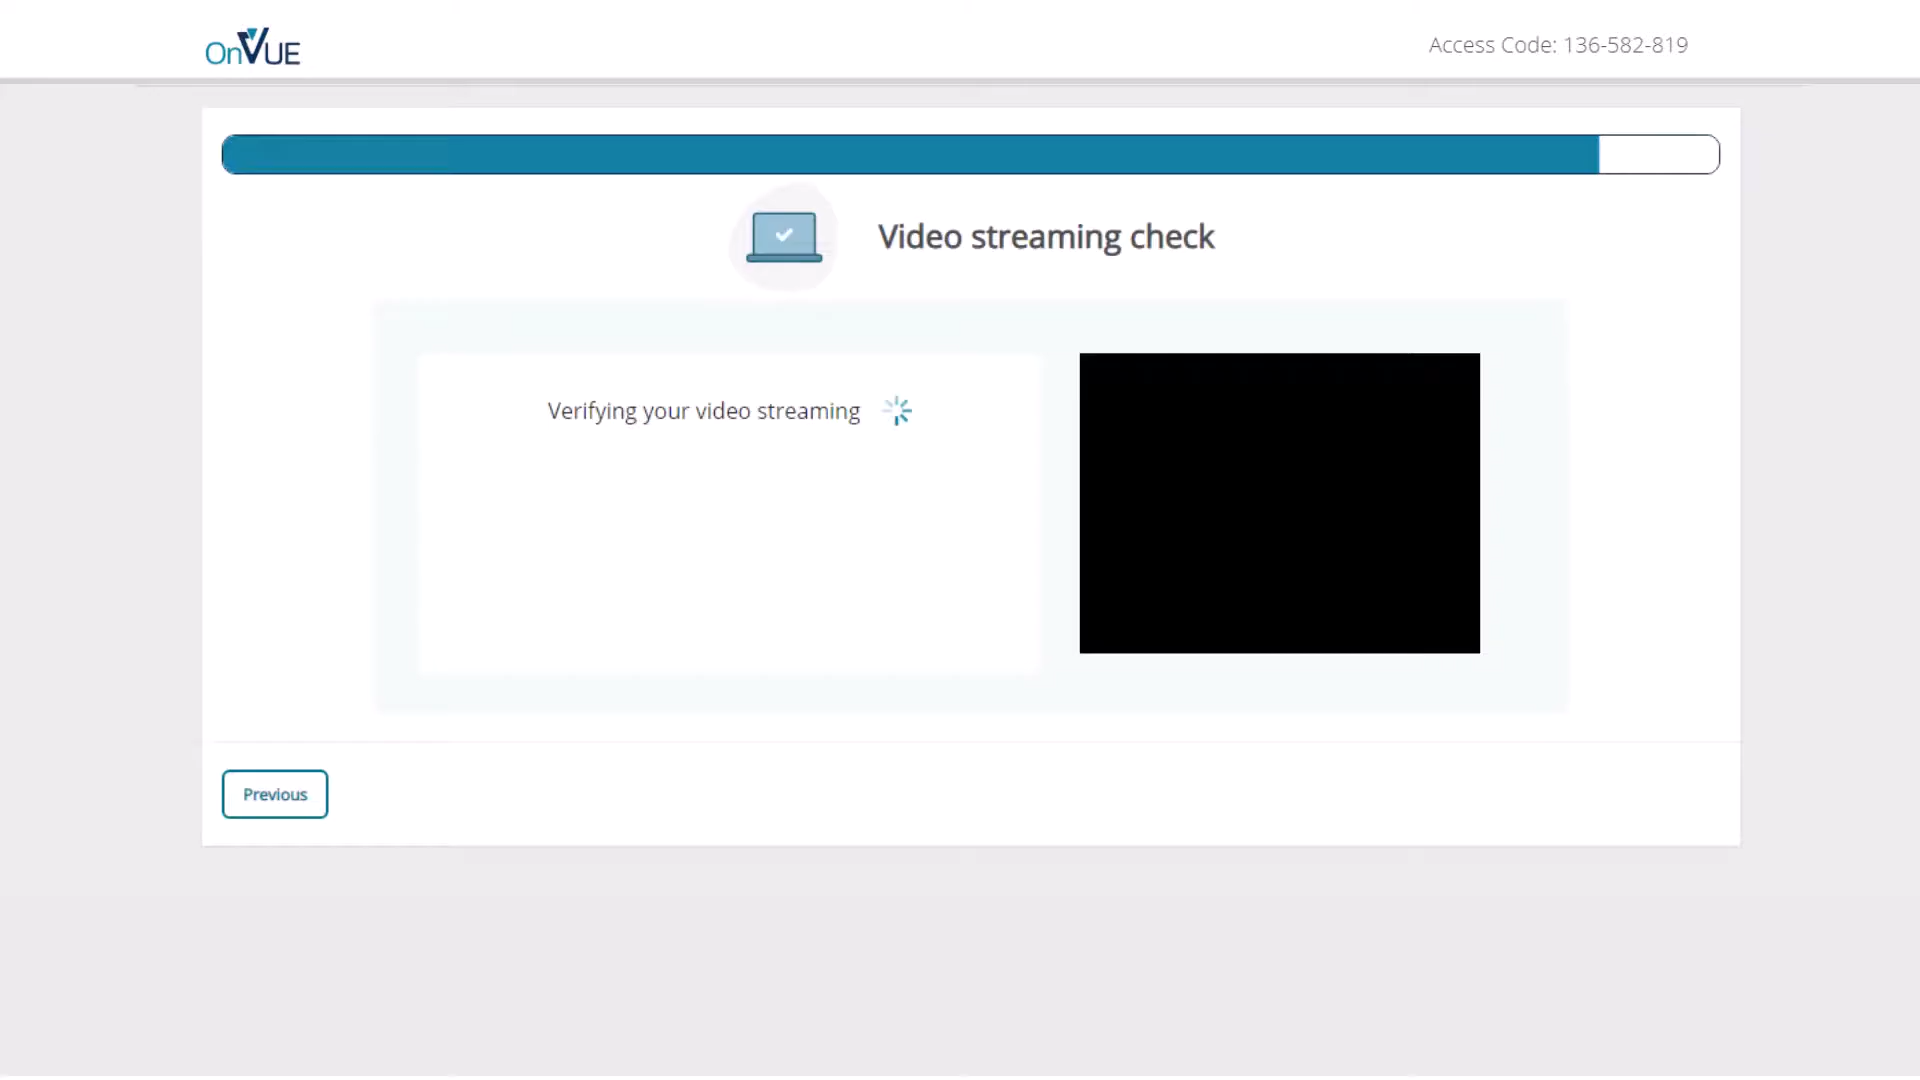 OnVUE
Access Code: 136-582-819
Video streaming check
Verifying your video streaming
Previous